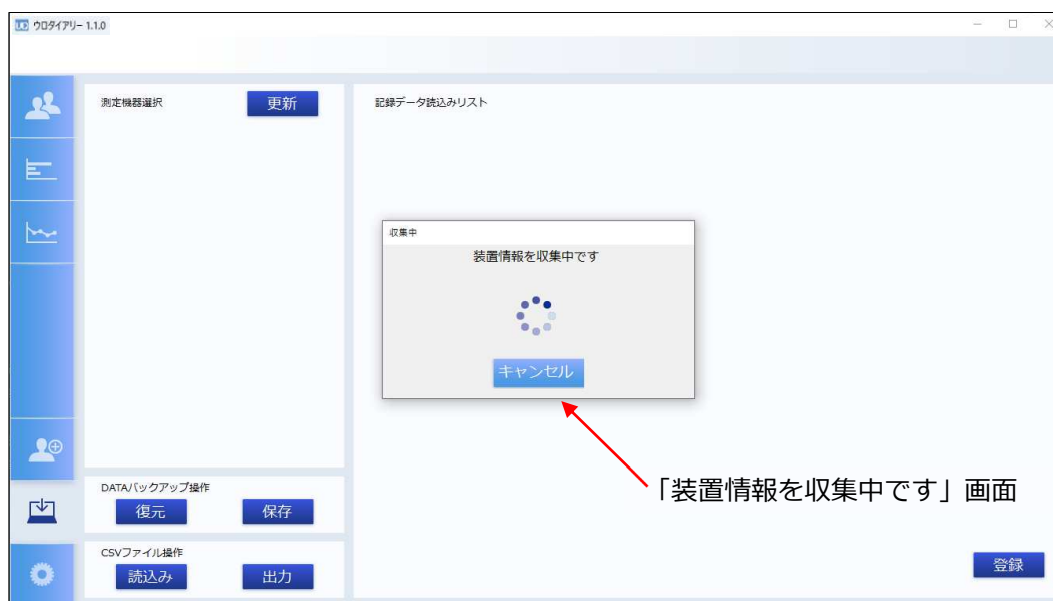 UD ウロダイアリー 1.1.0
測定機器選択
更新
記録データ読込みリスト
収集中
装置情報を収集中です
キャンセル
「装置情報を収集中です」画面
DATAバックアップ操作
復元
保存
CSVファイル操作
読込み
出力
登録